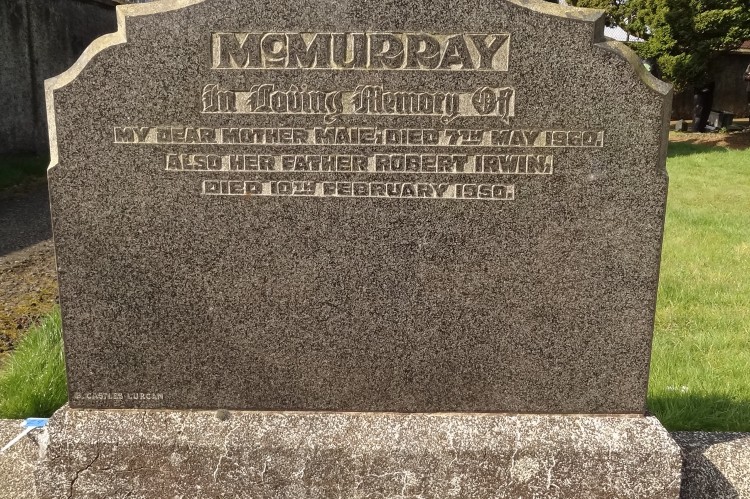 McMURRAY
In Loving Memory Of
MY DEAR MOTHER MAIE; DIED 7TH MAY 1960.
ALSO HER FATHER ROBERT IRWIN.
DIED 10TH FEBRUARY 1950.
CASTLES LURGAN